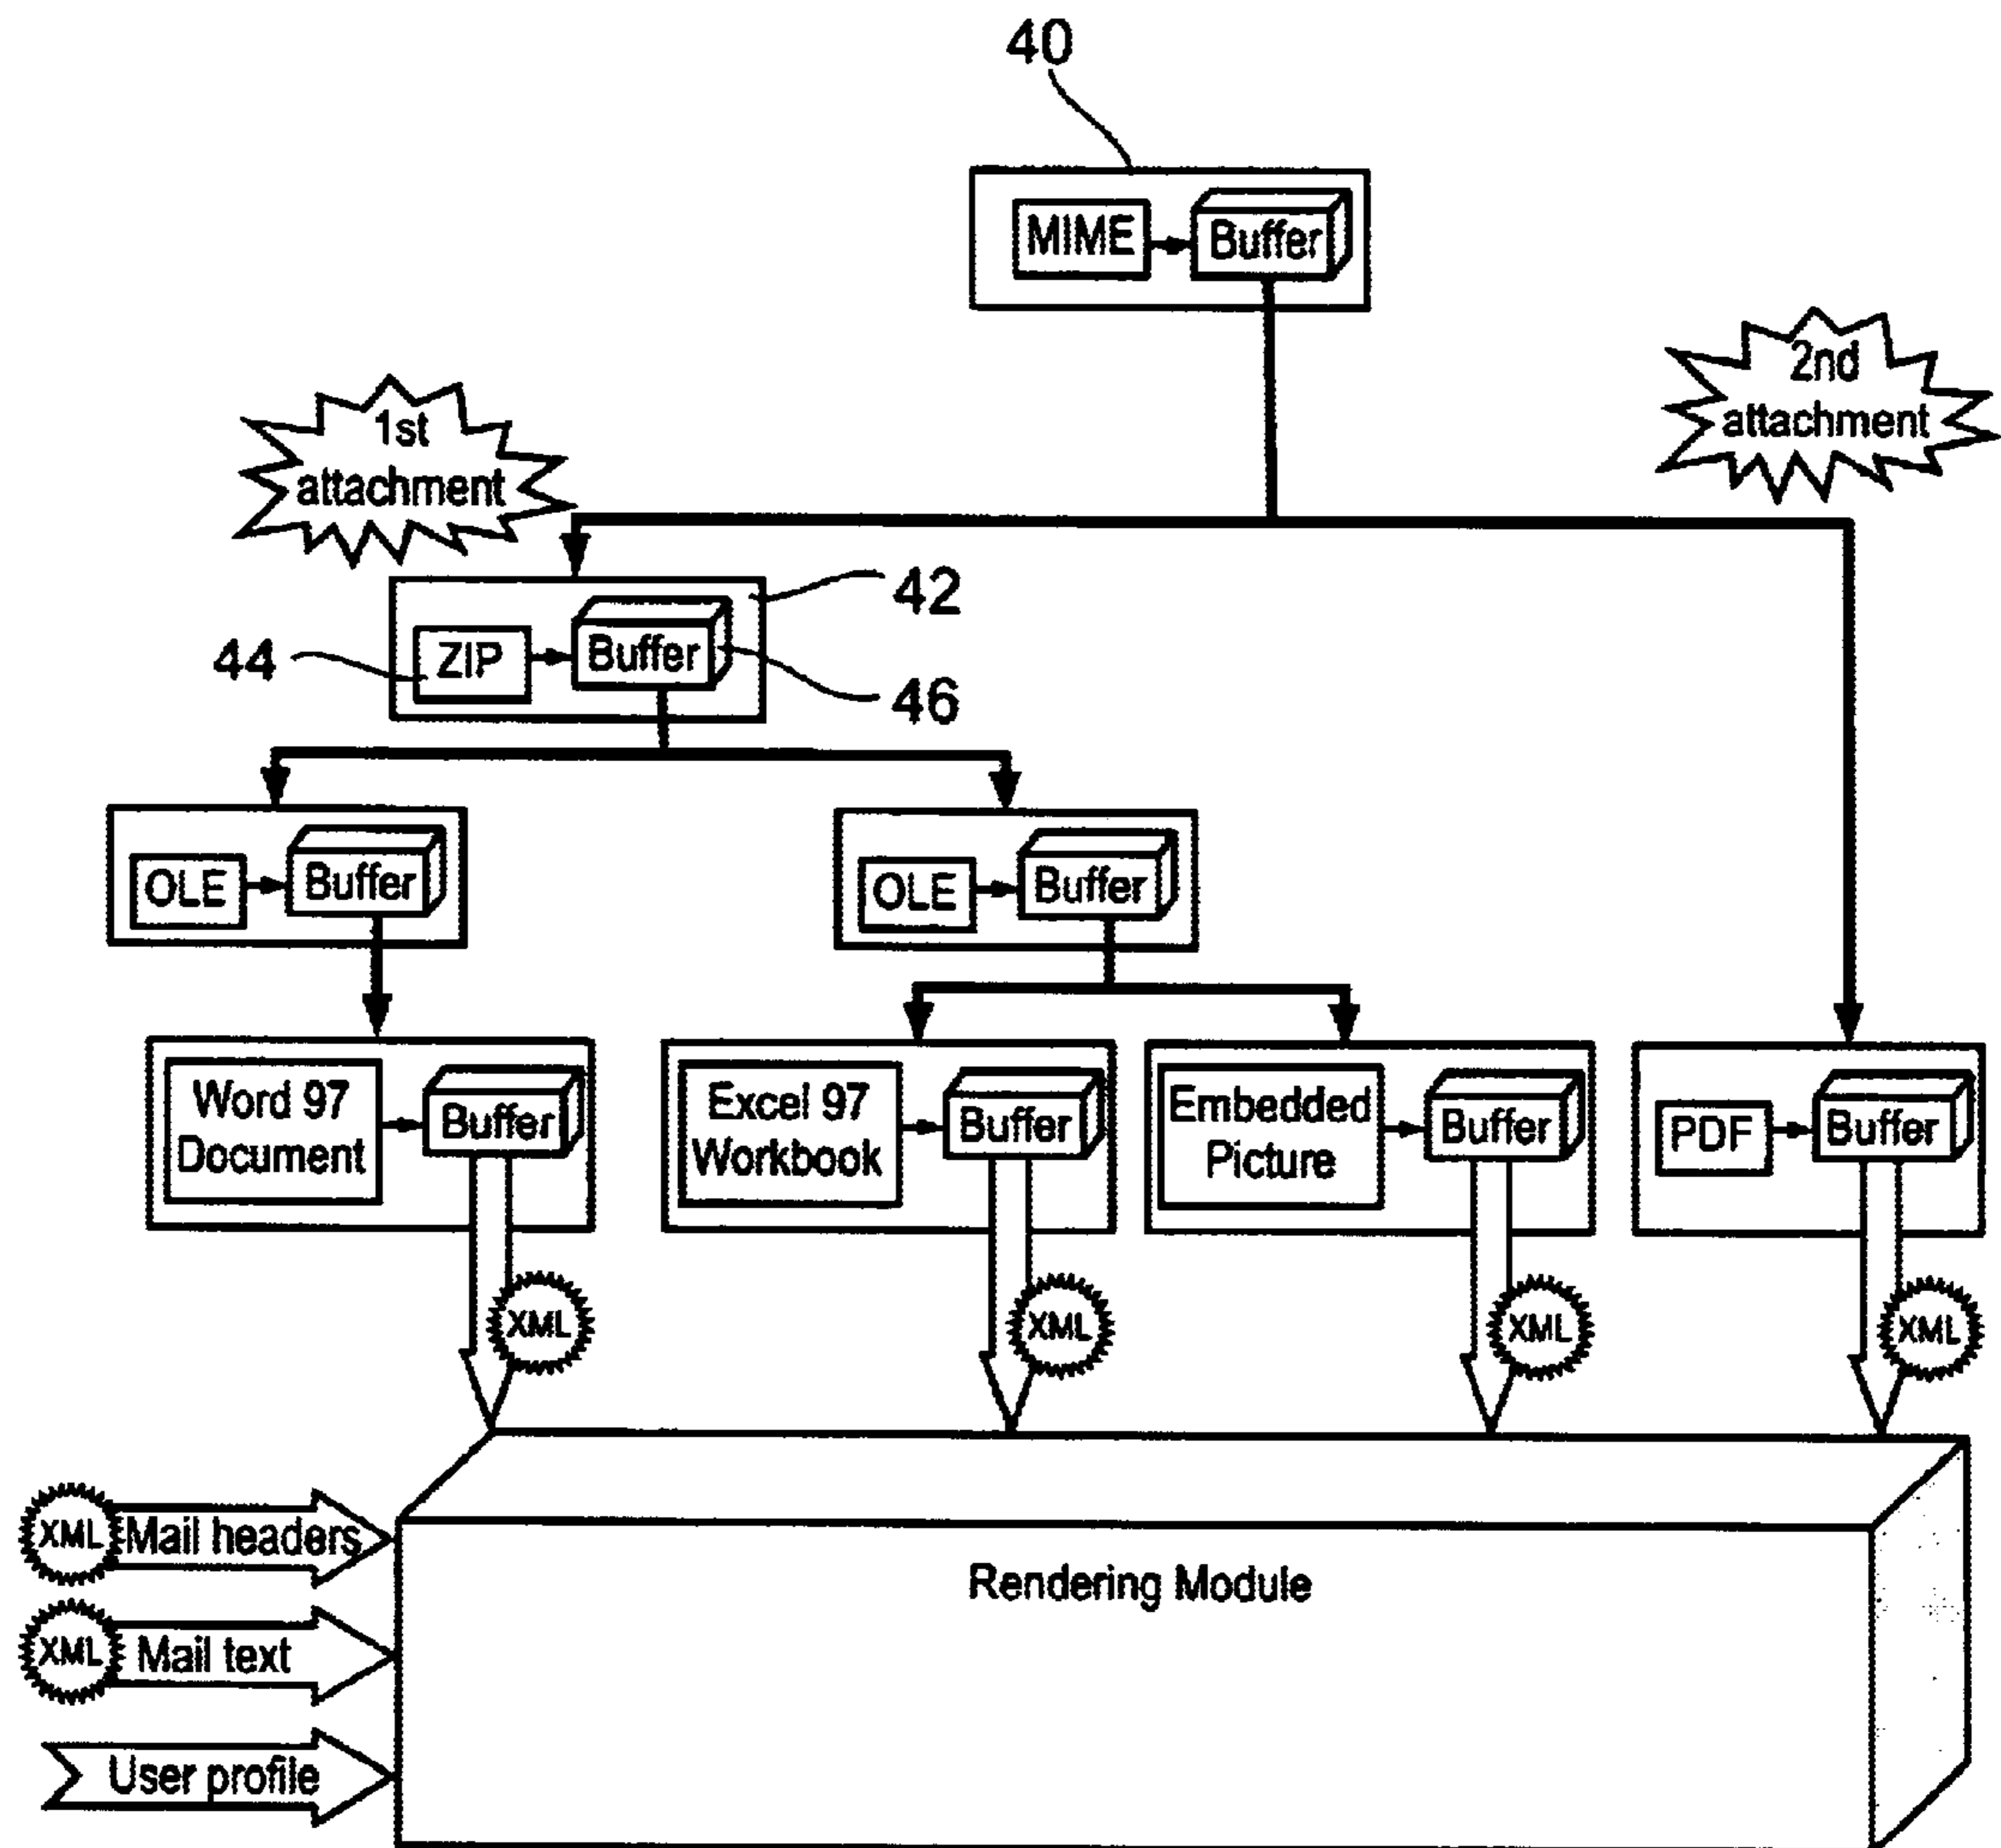 40
MIME
Buffer
1st
attachment
2nd
attachment
42
44
ZIP
Buffer
46
OLE
Buffer
OLE
Buffer
Word 97
Document
Buffer
Excel 97
Workbook
Buffer
Embedded
Picture
Buffer
PDF
Buffer
XML
XML
XML
XML
XML Mail headers
XML Mail text
User profile
Rendering Module